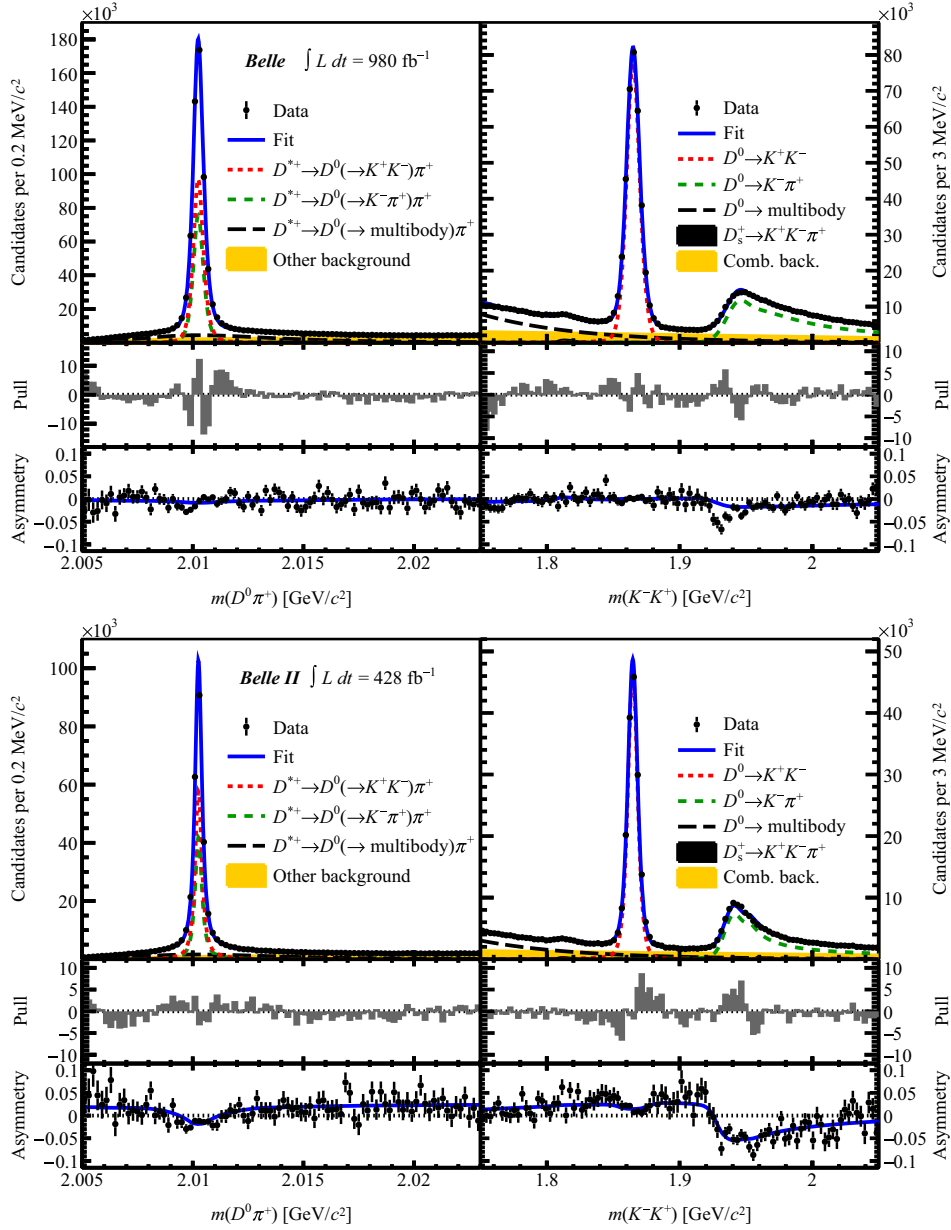 ×10³
×10³
Belle ∫ L dt = 980 fb⁻¹
Data
Fit
D*⁺→D⁰(→K⁺K⁻)π⁺
D*⁺→D⁰(→K⁻π⁺)π⁺
D*⁺→D⁰(→ multibody)π⁺
Other background
Candidates per 0.2 MeV/c²
180
160
140
120
100
80
60
40
20
Data
Fit
D⁰→K⁺K⁻
D⁰→K⁻π⁺
D⁰→ multibody
Dₛ⁺→K⁺K⁻π⁺
Comb. back.
Candidates per 3 MeV/c²
80
70
60
50
40
30
20
10
Pull
10
0
−10
10
5
0
−5
−10
Pull
Asymmetry
0.1
0.05
0
−0.05
−0.1
0.1
0.05
0
−0.05
−0.1
Asymmetry
2.005 2.01 2.015 2.02
1.8 1.9 2
m(D⁰π⁺) [GeV/c²]
m(K⁻K⁺) [GeV/c²]
×10³
×10³
Belle II ∫ L dt = 428 fb⁻¹
Data
Fit
D*⁺→D⁰(→K⁺K⁻)π⁺
D*⁺→D⁰(→K⁻π⁺)π⁺
D*⁺→D⁰(→ multibody)π⁺
Other background
Candidates per 0.2 MeV/c²
100
80
60
40
20
Data
Fit
D⁰→K⁺K⁻
D⁰→K⁻π⁺
D⁰→ multibody
Dₛ⁺→K⁺K⁻π⁺
Comb. back.
Candidates per 3 MeV/c²
50
40
30
20
10
Pull
10
5
0
−5
−10
10
5
0
−5
−10
Pull
Asymmetry
0.1
0.05
0
−0.05
−0.1
0.1
0.05
0
−0.05
−0.1
Asymmetry
2.005 2.01 2.015 2.02
1.8 1.9 2
m(D⁰π⁺) [GeV/c²]
m(K⁻K⁺) [GeV/c²]